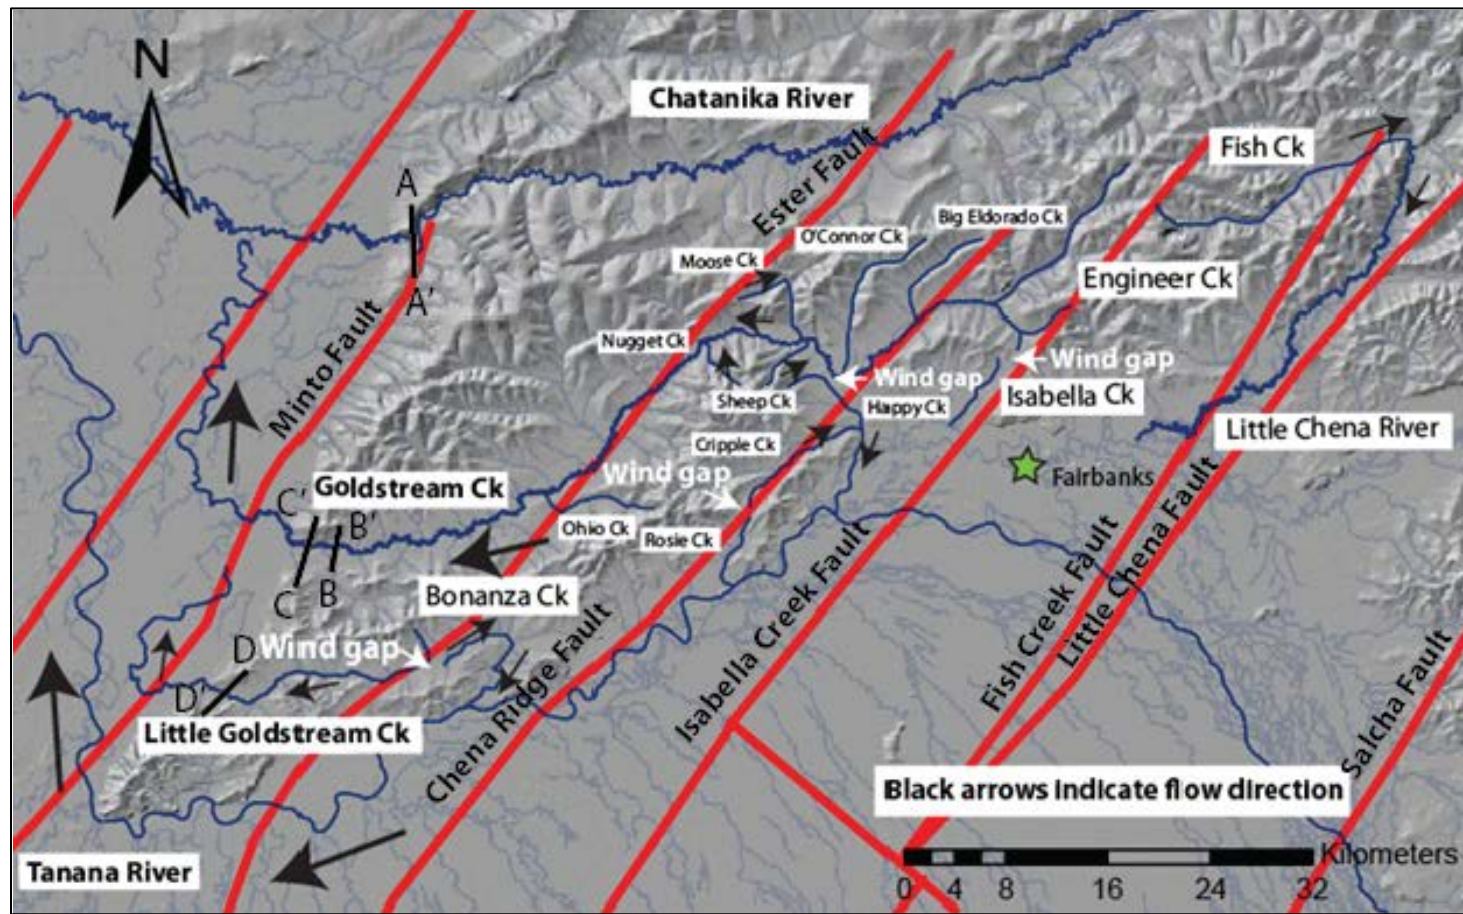 N
Chatanika River
Fish Ck
A
Ester Fault
Big Eldorado Ck
O'Connor Ck
Moose Ck
Engineer Ck
A'
Minto Fault
Nugget Ck
Wind gap
Wind gap
Sheep Ck
Happy Ck
Isabella Ck
Cripple Ck
Little Chena River
Wind gap
Goldstream Ck
Fairbanks
C'
B'
Ohio Ck
Rosie Ck
C
B
Bonanza Ck
Wind gap
D
D'
Little Goldstream Ck
Chena Ridge Fault
Isabella Creek Fault
Fish Creek Fault
Little Chena Fault
Salcha Fault
Black arrows indicate flow direction
Tanana River
Kilometers
0 4 8 16 24 32